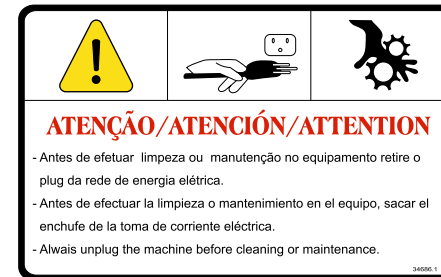 ATENÇÃO/ATENCIÓN/ATTENTION
- Antes de efetuar limpeza ou manutenção no equipamento retire o
plug da rede de energia elétrica.
- Antes de efectuar la limpieza o mantenimiento en el equipo, sacar el
enchufe de la toma de corriente eléctrica.
- Alwais unplug the machine before cleaning or maintenance.
34686.1